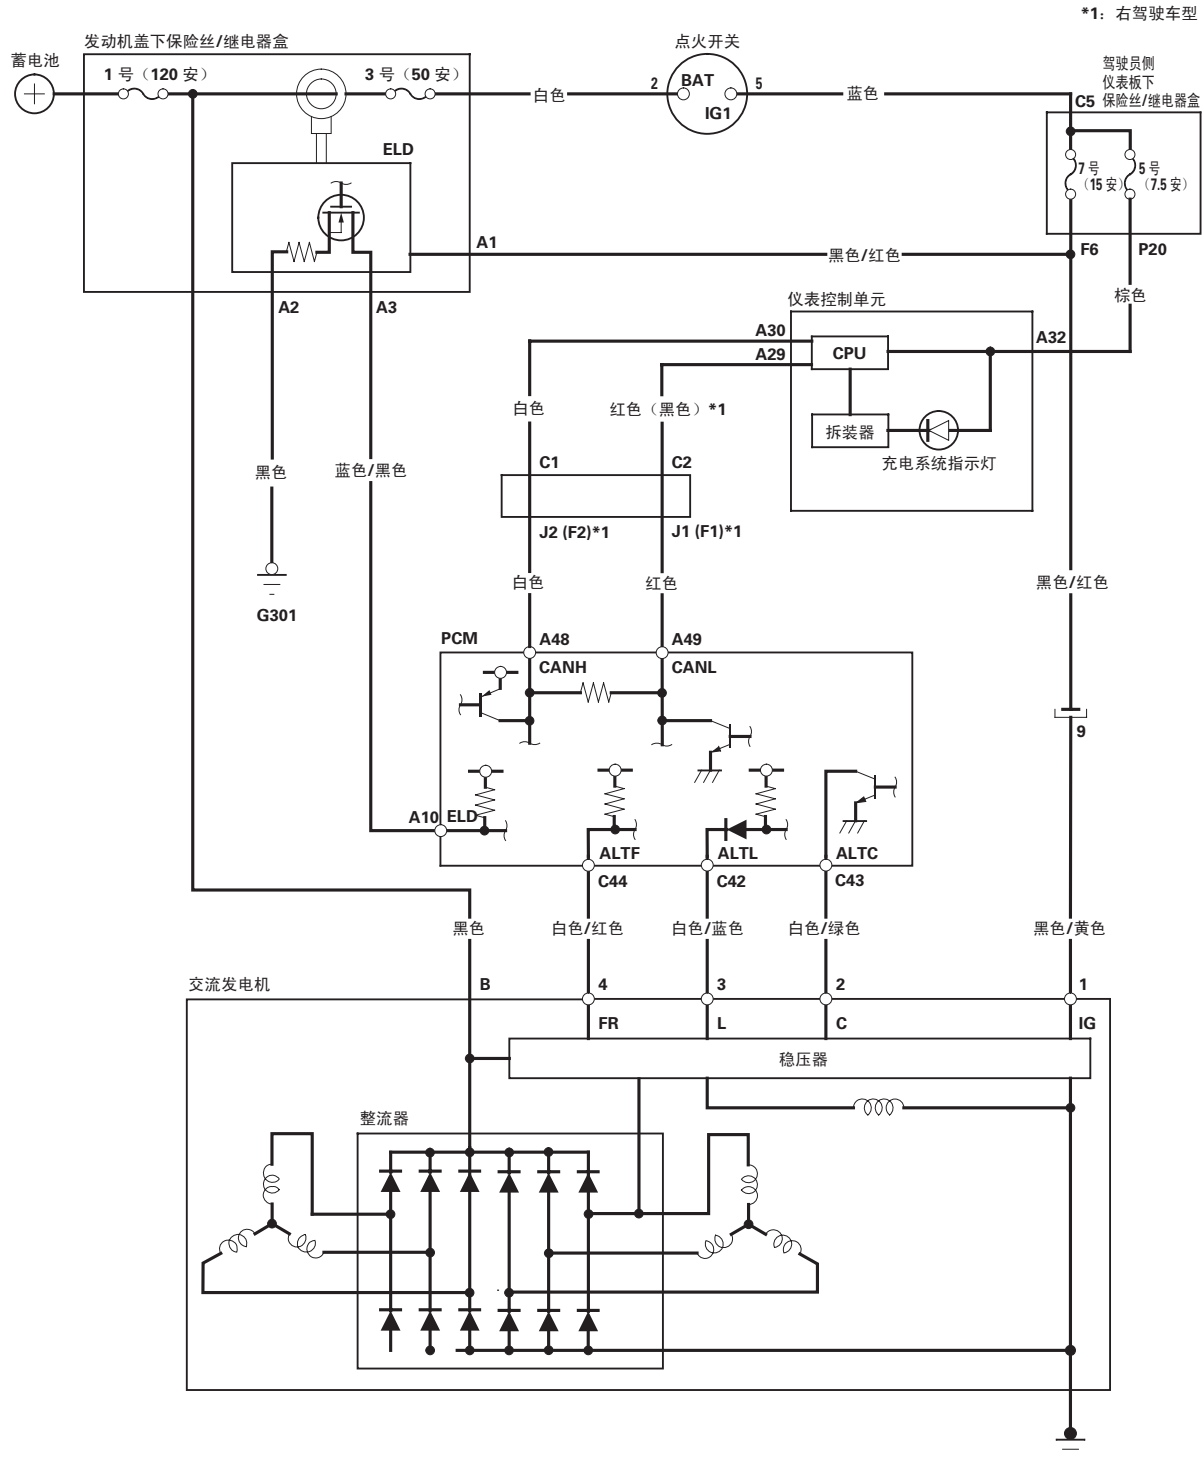 *1：右驾驶车型
发动机盖下保险丝/继电器盒
点火开关
蓄电池
驾驶员侧
仪表板下
保险丝/继电器盒
1 号（120 安）
3 号（50 安）
2
BAT
5
IG1
白色
蓝色
C5
ELD
7 号
（15 安）
5 号
（7.5 安）
A1
黑色/红色
F6
P20
A2
A3
仪表控制单元
棕色
A30
A29
CPU
A32
白色
红色（黑色）*1
拆装器
充电系统指示灯
黑色
蓝色/黑色
C1
C2
J2 (F2)*1
J1 (F1)*1
白色
红色
黑色/红色
G301
PCM
A48
A49
CANH
CANL
9
A10
ELD
ALTF
ALTL
ALTC
C44
C42
C43
黑色
白色/红色
白色/蓝色
白色/绿色
黑色/黄色
交流发电机
B
4
3
2
1
FR
L
C
IG
稳压器
整流器